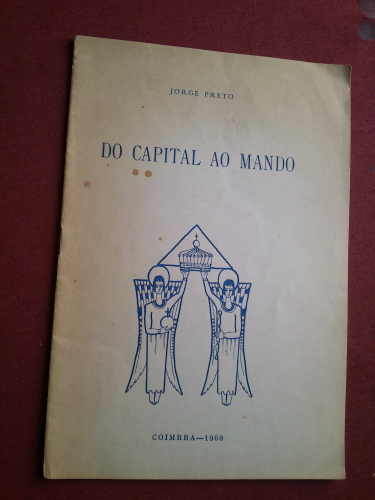 JORGE PRETO
DO CAPITAL AO MANDO
COIMBRA—1960